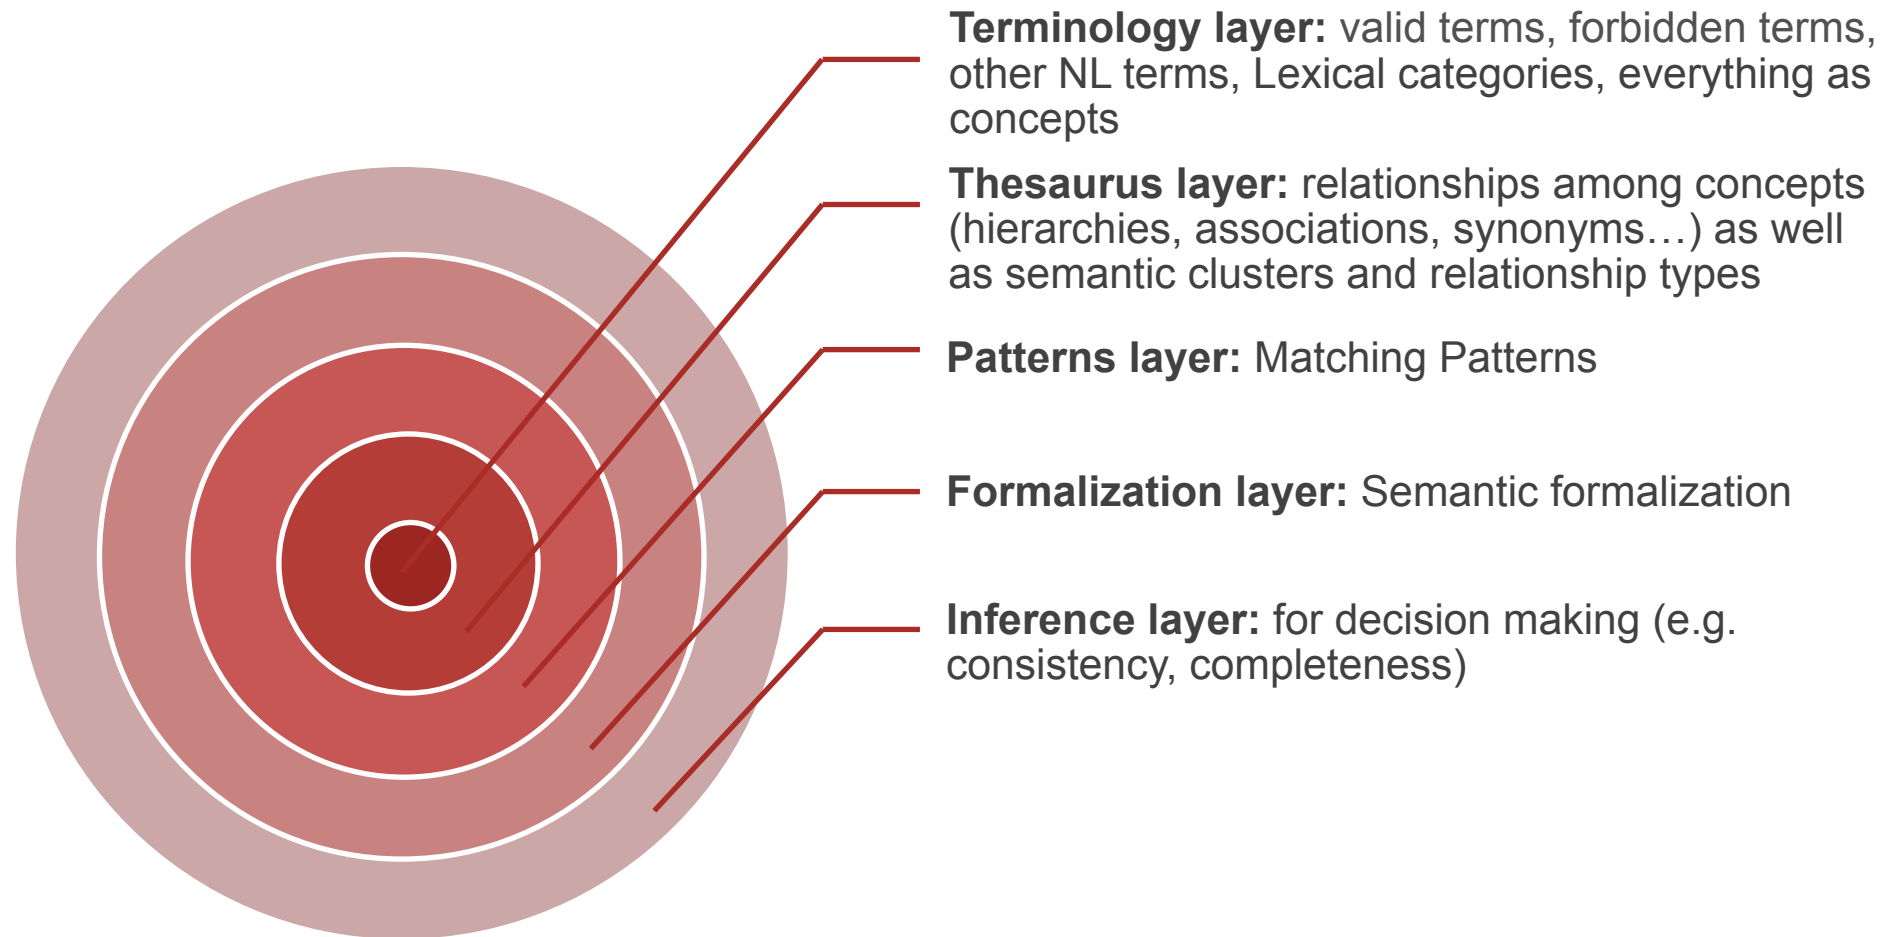 Terminology layer: valid terms, forbidden terms,
other NL terms, Lexical categories, everything as
concepts
Thesaurus layer: relationships among concepts
(hierarchies, associations, synonyms…) as well
as semantic clusters and relationship types
Patterns layer: Matching Patterns
Formalization layer: Semantic formalization
Inference layer: for decision making (e.g.
consistency, completeness)